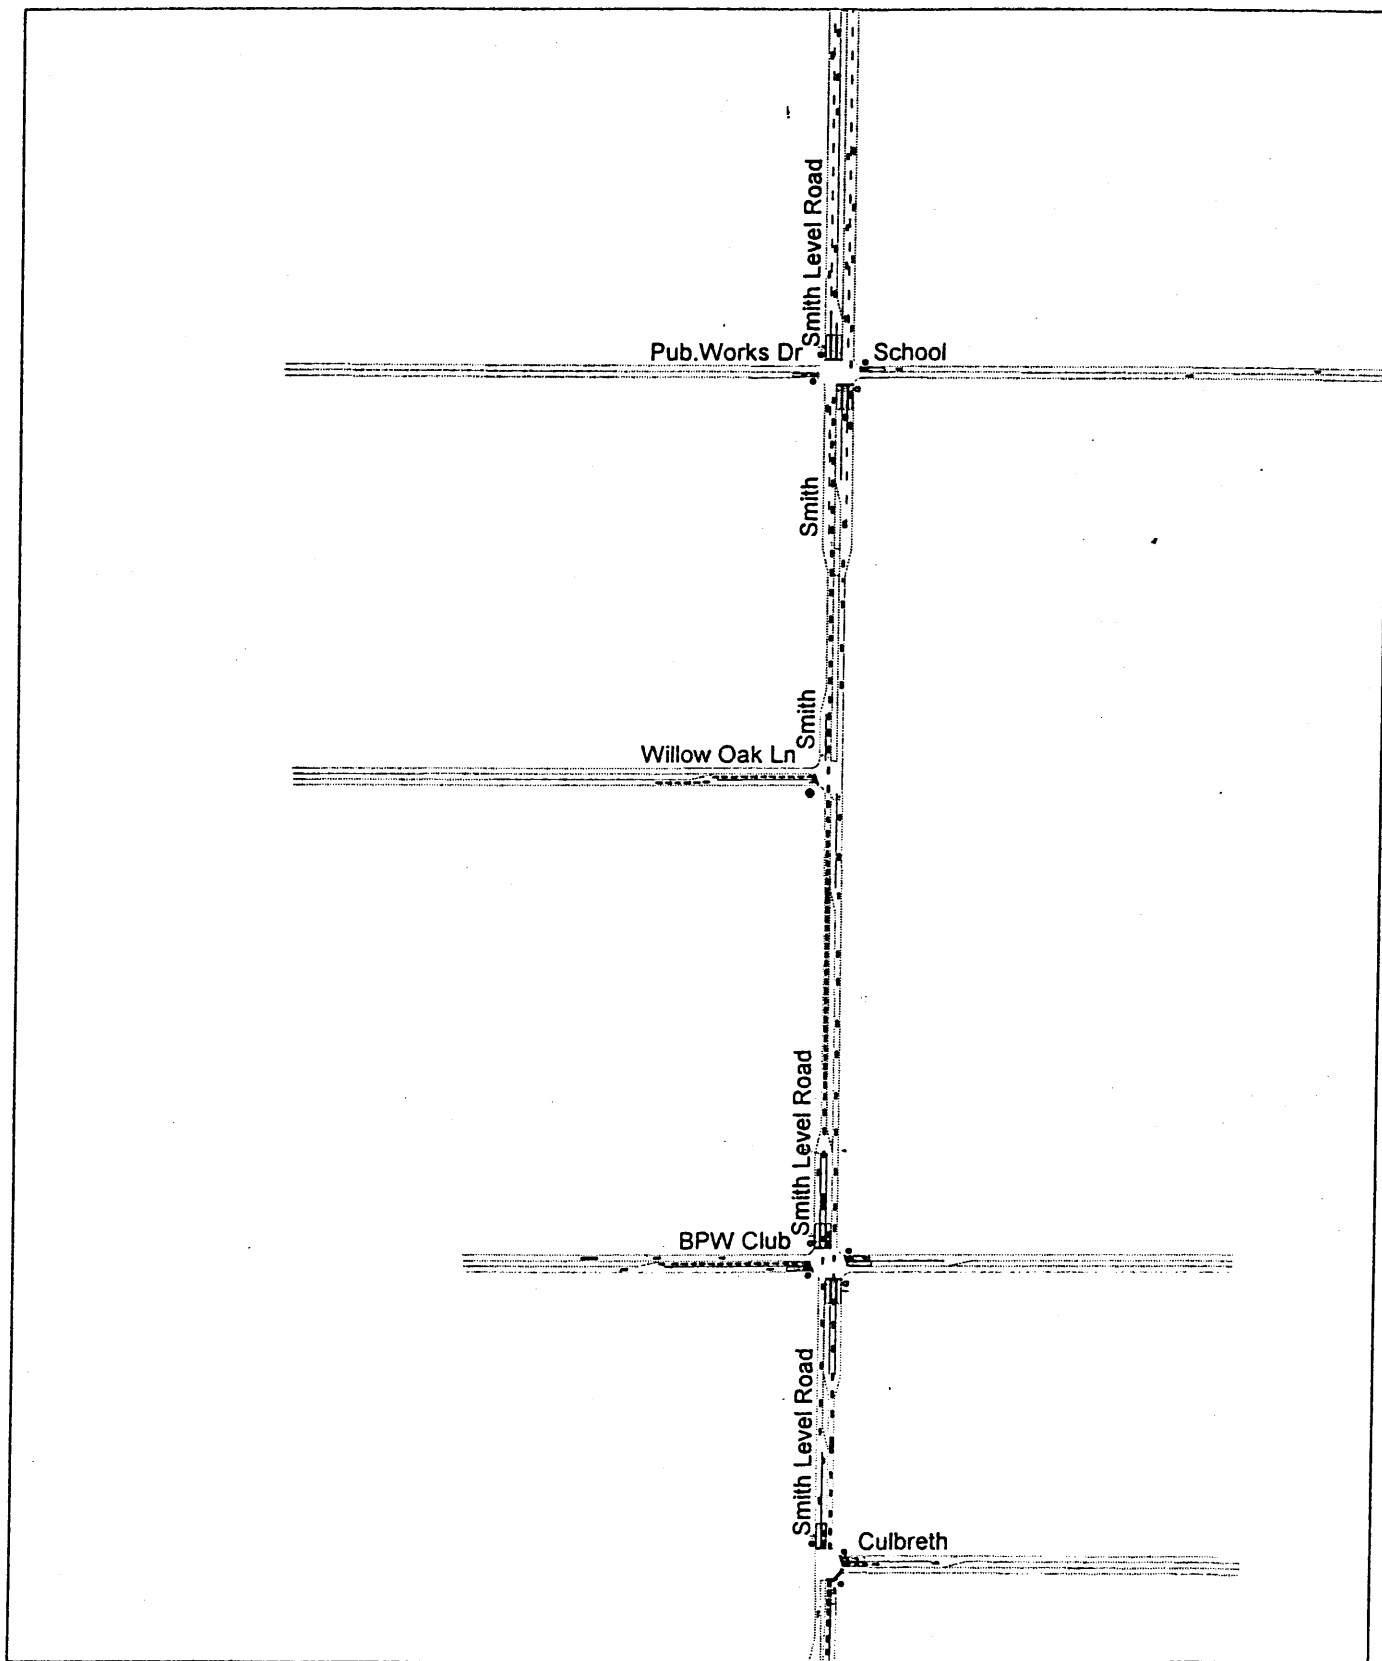 Smith Level Road
Pub.Works Dr
School
Smith
Smith
Willow Oak Ln
Smith Level Road
BPW Club
Smith Level Road
Culbreth